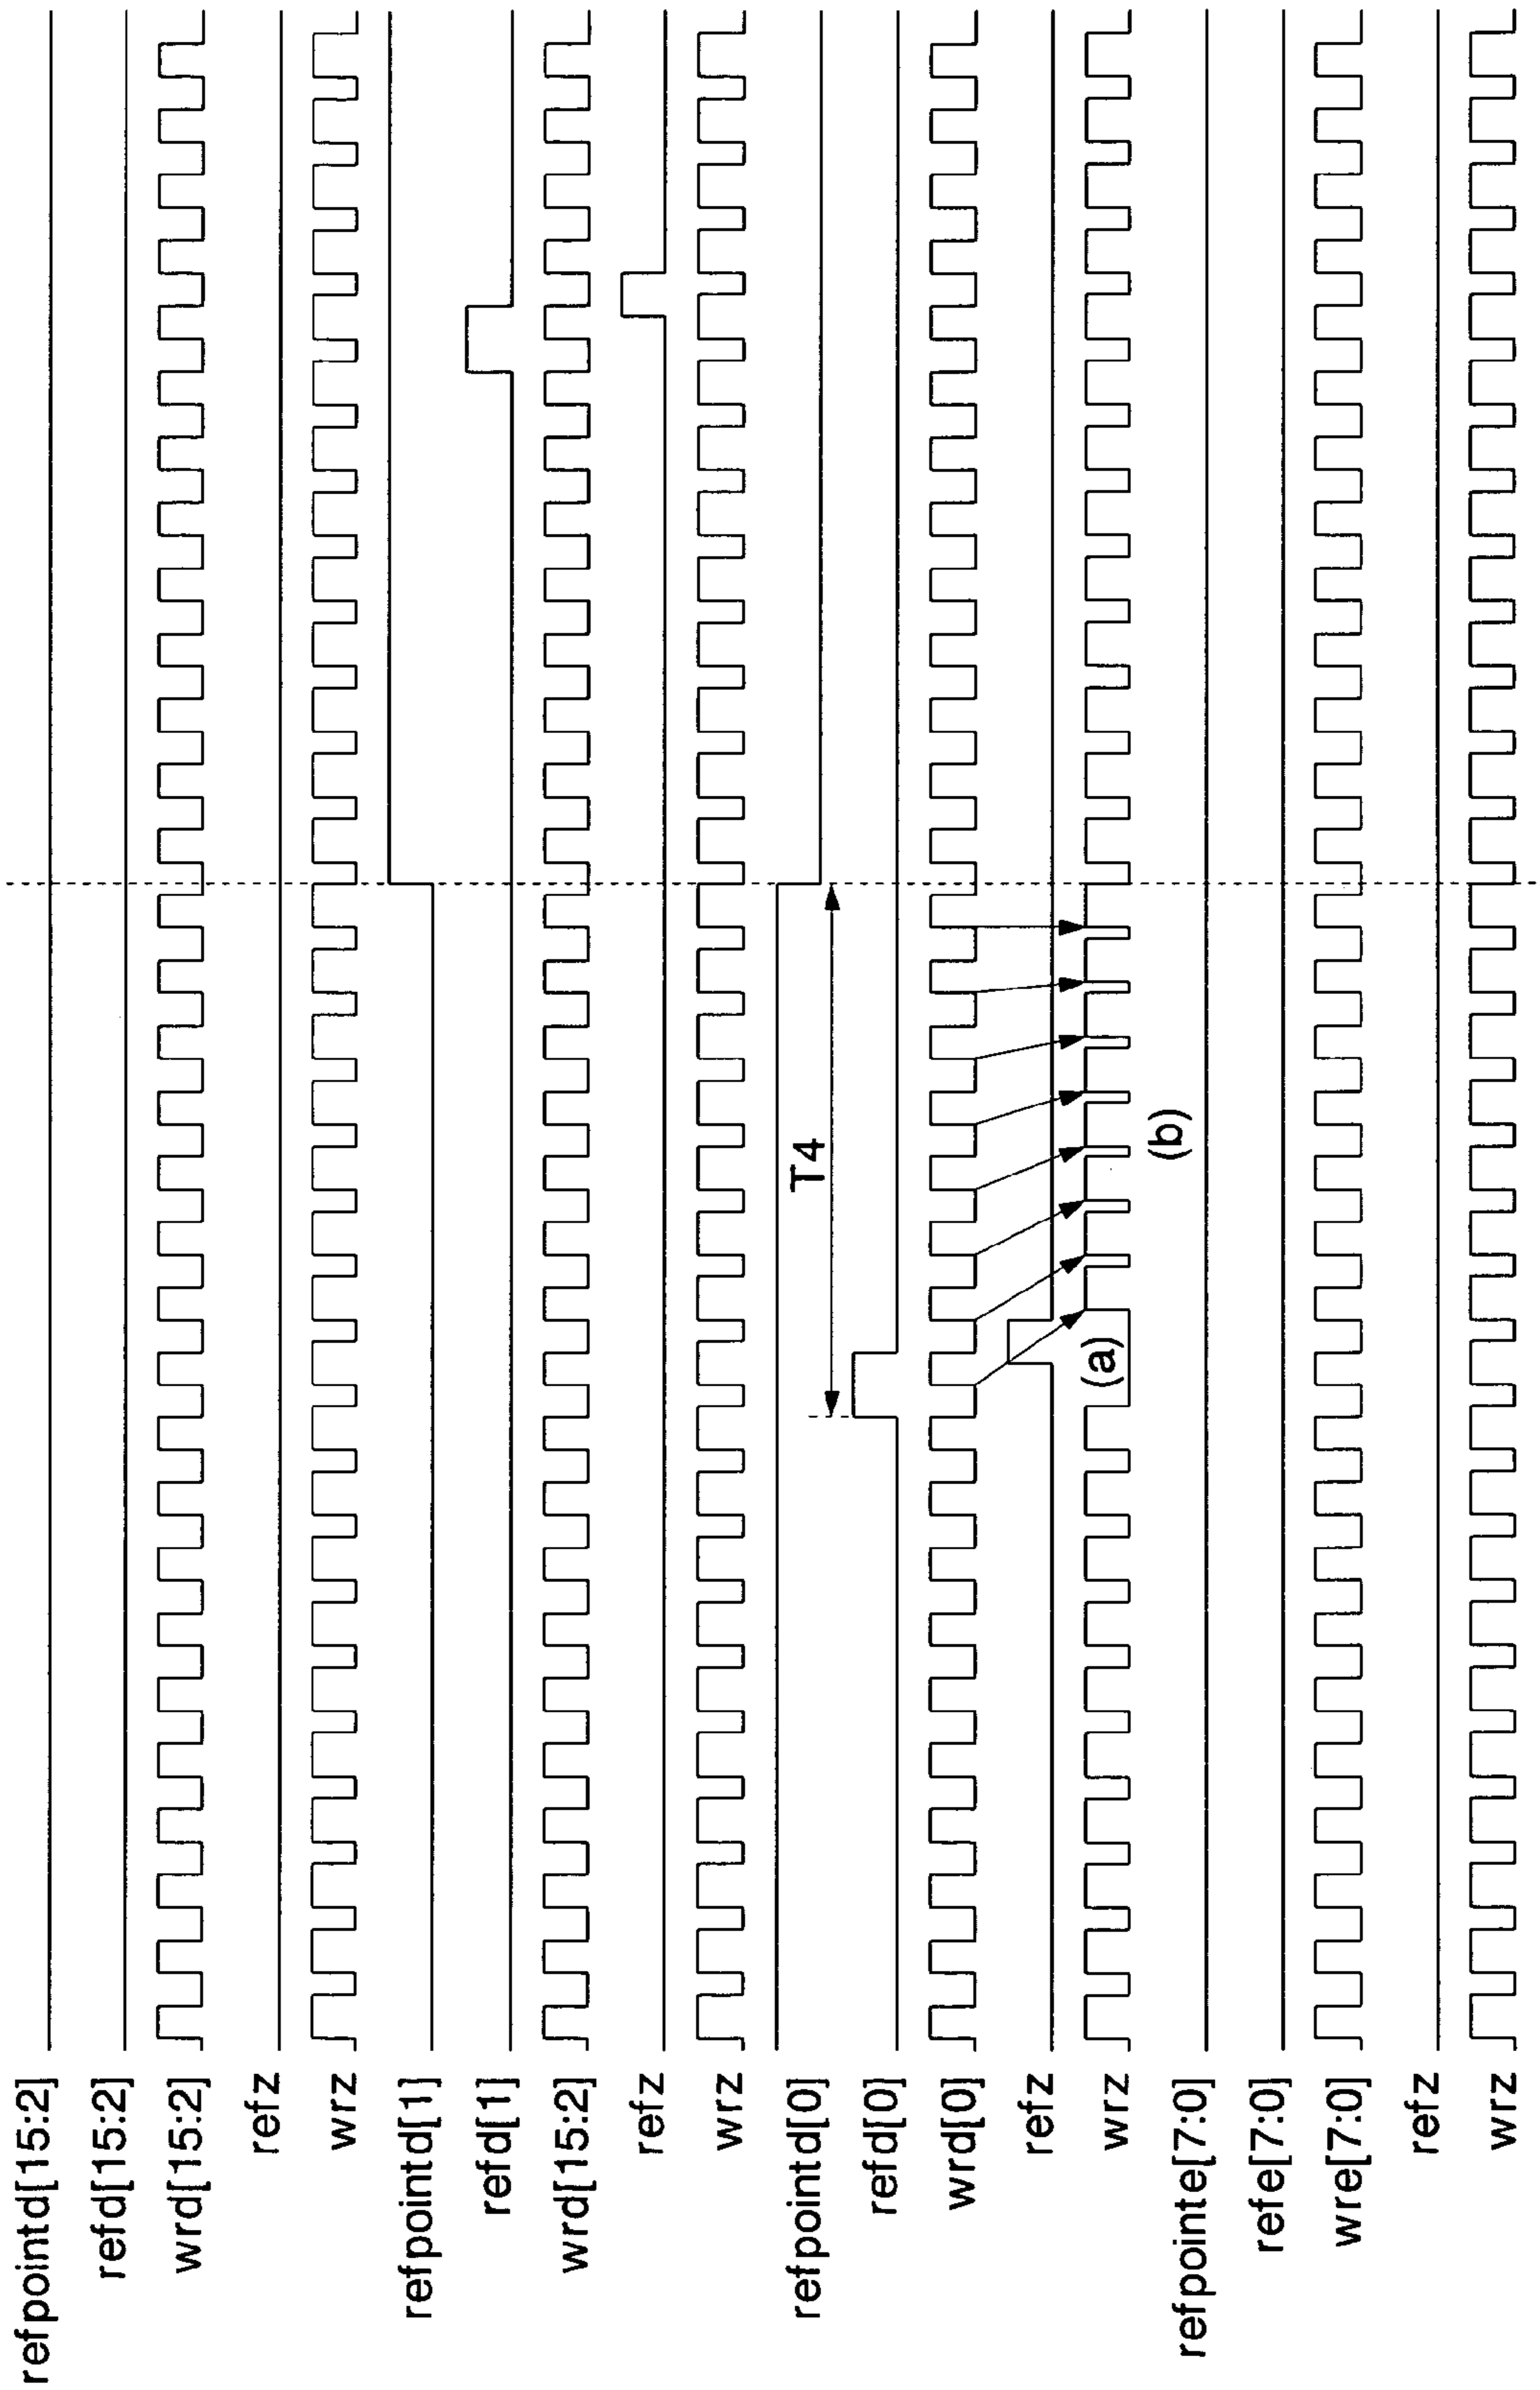 refpointd[15:2]
refd[15:2]
wrd[15:2]
refz
wrz
refpointd[1]
refd[1]
wrd[15:2]
refz
wrz
refpointd[0]
T4
refd[0]
wrd[0]
refz
wrz
(a)
(b)
refpointe[7:0]
refe[7:0]
wre[7:0]
refz
wrz